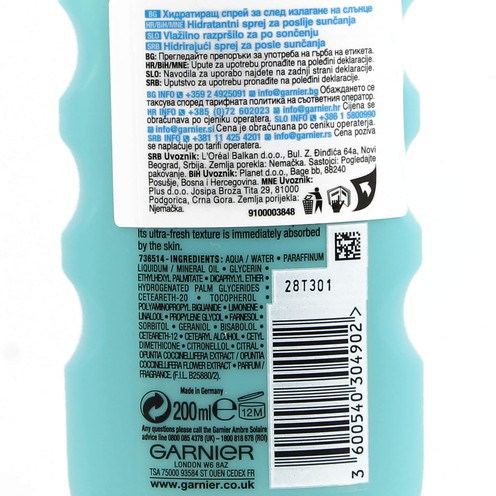 BG Хидратиращ спрей за след излагане на слънце
HR/BiH/MNE Hidratantni sprej za poslije sunčanja
SLO Vlažilno razpršilo za po sončenju
SRB Hidrirajući sprej za posle sunčanja
BG: Прегледайте препоръки за употреба на гърба на етикета.
HR/BiH/MNE: Upute za upotrebu pronađite na poleđini deklaracije.
SLO: Navodila za uporabo najdete na zadnji strani deklaracije.
SRB: Uputstvo za upotrebu pronađite na poleđini deklaracije.
BG INFO +359 2 4925091 info@garnier.bg Обаждането се
таксува според тарифната политика на съответния оператор.
HR INFO +385 (0)72 602023 info@garnier.hr Cijena se
obračunava po cjeniku operatera. SLO INFO +386 1 5800990
info@garnier.si Cena je obračunana po ceniku operaterja.
SRB INFO +381 11 425 4201 info@garnier.rs Cena poziva
se naplaćuje po tarifi operatera.
SRB Uvoznik: L'Oréal Balkan d.o.o., Bul. Z. Đinđića 64a, Novi
Beograd, Srbija. Zemlja porekla: Nemačka. Sastojci: Pogledajte
pakovanje. BiH Uvoznik: Planet d.o.o., Bage bb, 88240
Posušje, Bosna i Hercegovina. MNE Uvoznik:
Plus d.o.o. Josipa Broza Tita 29, 81000
Podgorica, Crna Gora. Zemlja porijekla:
Njemačka.
9100003848
Its ultra-fresh texture is immediately absorbed
by the skin.
736514 - INGREDIENTS: AQUA / WATER • PARAFFINUM
LIQUIDUM / MINERAL OIL • GLYCERIN •
ETHYLHEXYL PALMITATE • DICAPRYLYL ETHER •
HYDROGENATED PALM GLYCERIDES •
CETEARETH-20 • TOCOPHEROL •
POLYAMINOPROPYL BIGUANIDE • LIMONENE •
LINALOOL • PROPYLENE GLYCOL • FARNESOL •
SORBITOL • GERANIOL • BISABOLOL •
CETEARETH-12 • CETEARYL ALCOHOL • CETYL
DIMETHICONE • CITRONELLOL • CITRAL •
OPUNTIA COCCINELLIFERA EXTRACT • OPUNTIA
COCCINELLIFERA FLOWER EXTRACT • PARFUM /
FRAGRANCE (F.I.L. B25880/2).
28T301
3 600540 304902
Made in Germany
200ml e 12M
Any questions please call the Garnier Ambre Solaire
advice line 0800 085 4378 (UK) - 1800 818 678 (ROI)
GARNIER
LONDON W6 8AZ
TSA 75000 93584 ST OUEN CEDEX FR
www.garnier.co.uk